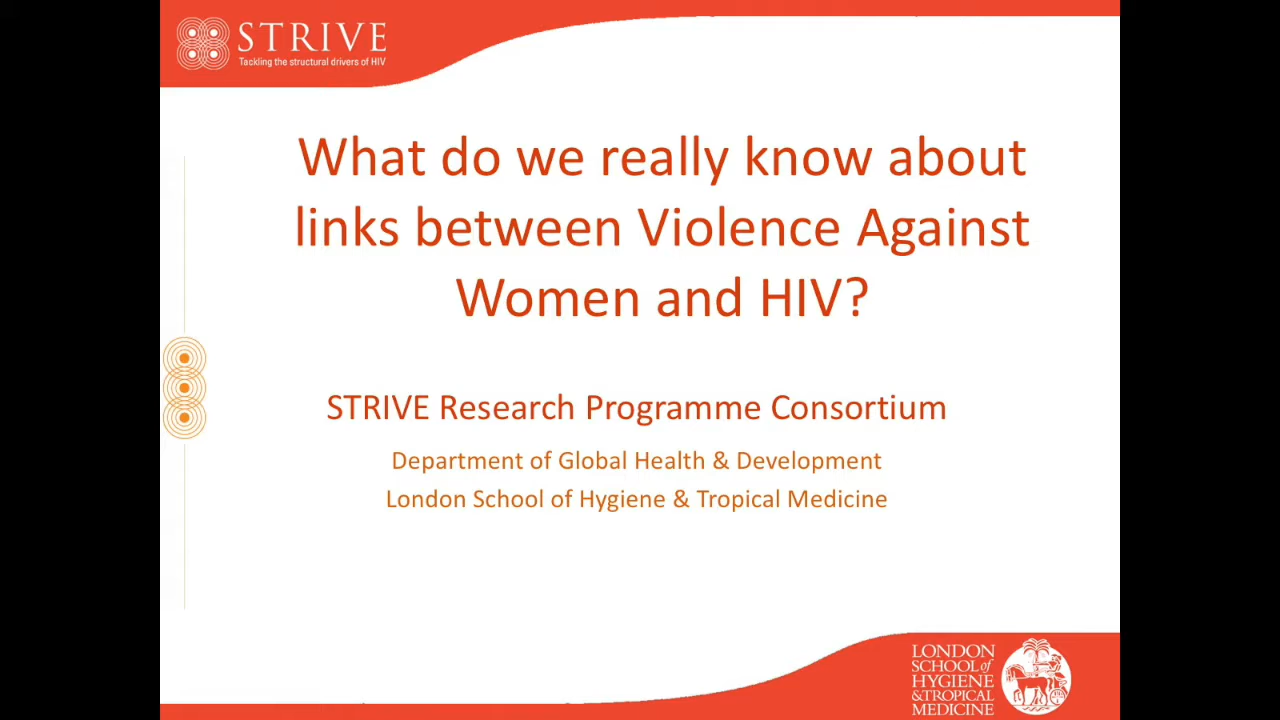 STRIVE
Tackling the structural drivers of HIV
What do we really know about
links between Violence Against
Women and HIV?
STRIVE Research Programme Consortium
Department of Global Health & Development
London School of Hygiene & Tropical Medicine
LONDON
SCHOOL of
HYGIENE
& TROPICAL
MEDICINE